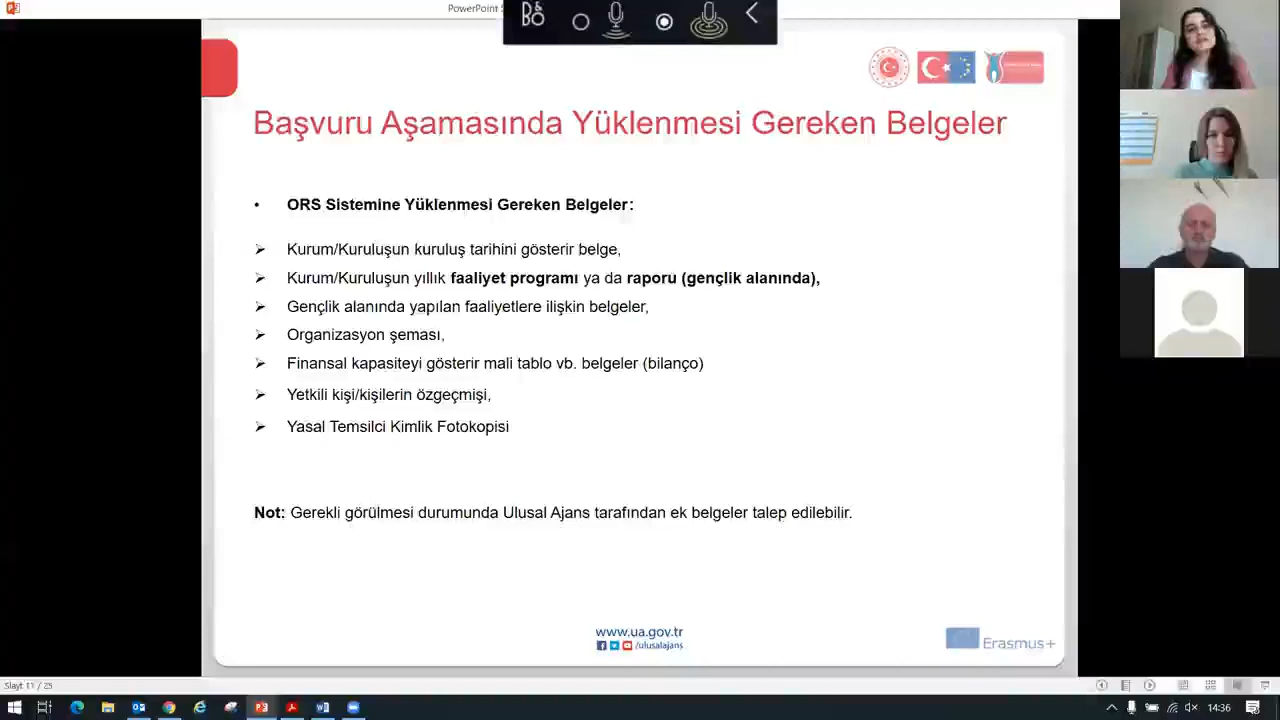 PowerPoint
Başvuru Aşamasında Yüklenmesi Gereken Belgeler
• ORS Sistemine Yüklenmesi Gereken Belgeler:
➢ Kurum/Kuruluşun kuruluş tarihini gösterir belge,
➢ Kurum/Kuruluşun yıllık faaliyet programı ya da raporu (gençlik alanında),
➢ Gençlik alanında yapılan faaliyetlere ilişkin belgeler,
➢ Organizasyon şeması,
➢ Finansal kapasiteyi gösterir mali tablo vb. belgeler (bilanço)
➢ Yetkili kişi/kişilerin özgeçmişi,
➢ Yasal Temsilci Kimlik Fotokopisi
Not: Gerekli görülmesi durumunda Ulusal Ajans tarafından ek belgeler talep edilebilir.
www.ua.gov.tr
/ulusalajans
Erasmus+
Slayt 11 / 25
14:36